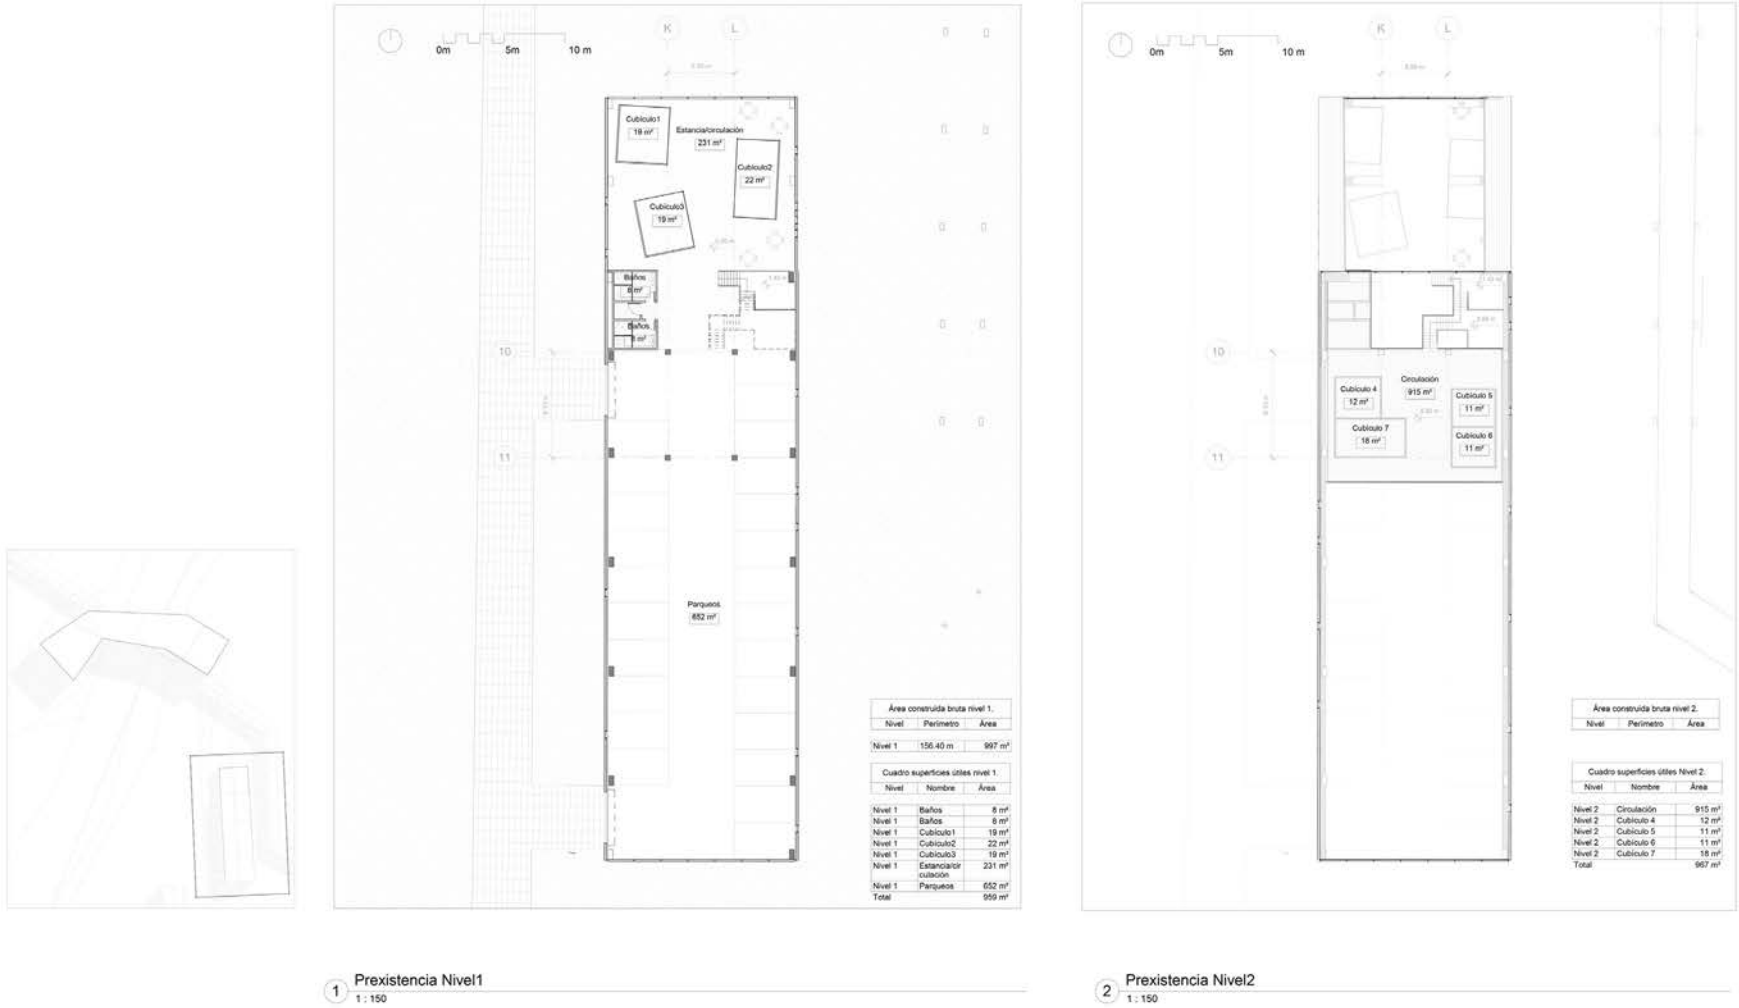 0m 5m 10 m
K L
Cubículo1
19 m²
Estancia/circulación
231 m²
Cubículo2
22 m²
Cubículo3
19 m²
Baños
8 m²
Baños
10
11
Parqueos
652 m²
Área construida bruta nivel 1.
Nivel Perímetro Área
Nivel 1 156.40 m 997 m²
Cuadro superficies útiles nivel 1.
Nivel Nombre Área
Nivel 1 Baños 8 m²
Nivel 1 Baños 8 m²
Nivel 1 Cubículo1 19 m²
Nivel 1 Cubículo2 22 m²
Nivel 1 Cubículo3 19 m²
Nivel 1 Estancia/cir
culación 231 m²
Nivel 1 Parqueos 652 m²
Total 959 m²
1 Prexistencia Nivel1
1 : 150
0m 5m 10 m
K L
10
11
Circulación
915 m²
Cubículo 4
12 m²
Cubículo 5
11 m²
Cubículo 7
18 m²
Cubículo 6
11 m²
Área construida bruta nivel 2.
Nivel Perímetro Área
Cuadro superficies útiles Nivel 2.
Nivel Nombre Área
Nivel 2 Circulación 915 m²
Nivel 2 Cubículo 4 12 m²
Nivel 2 Cubículo 5 11 m²
Nivel 2 Cubículo 6 11 m²
Nivel 2 Cubículo 7 18 m²
Total 967 m²
2 Prexistencia Nivel2
1 : 150